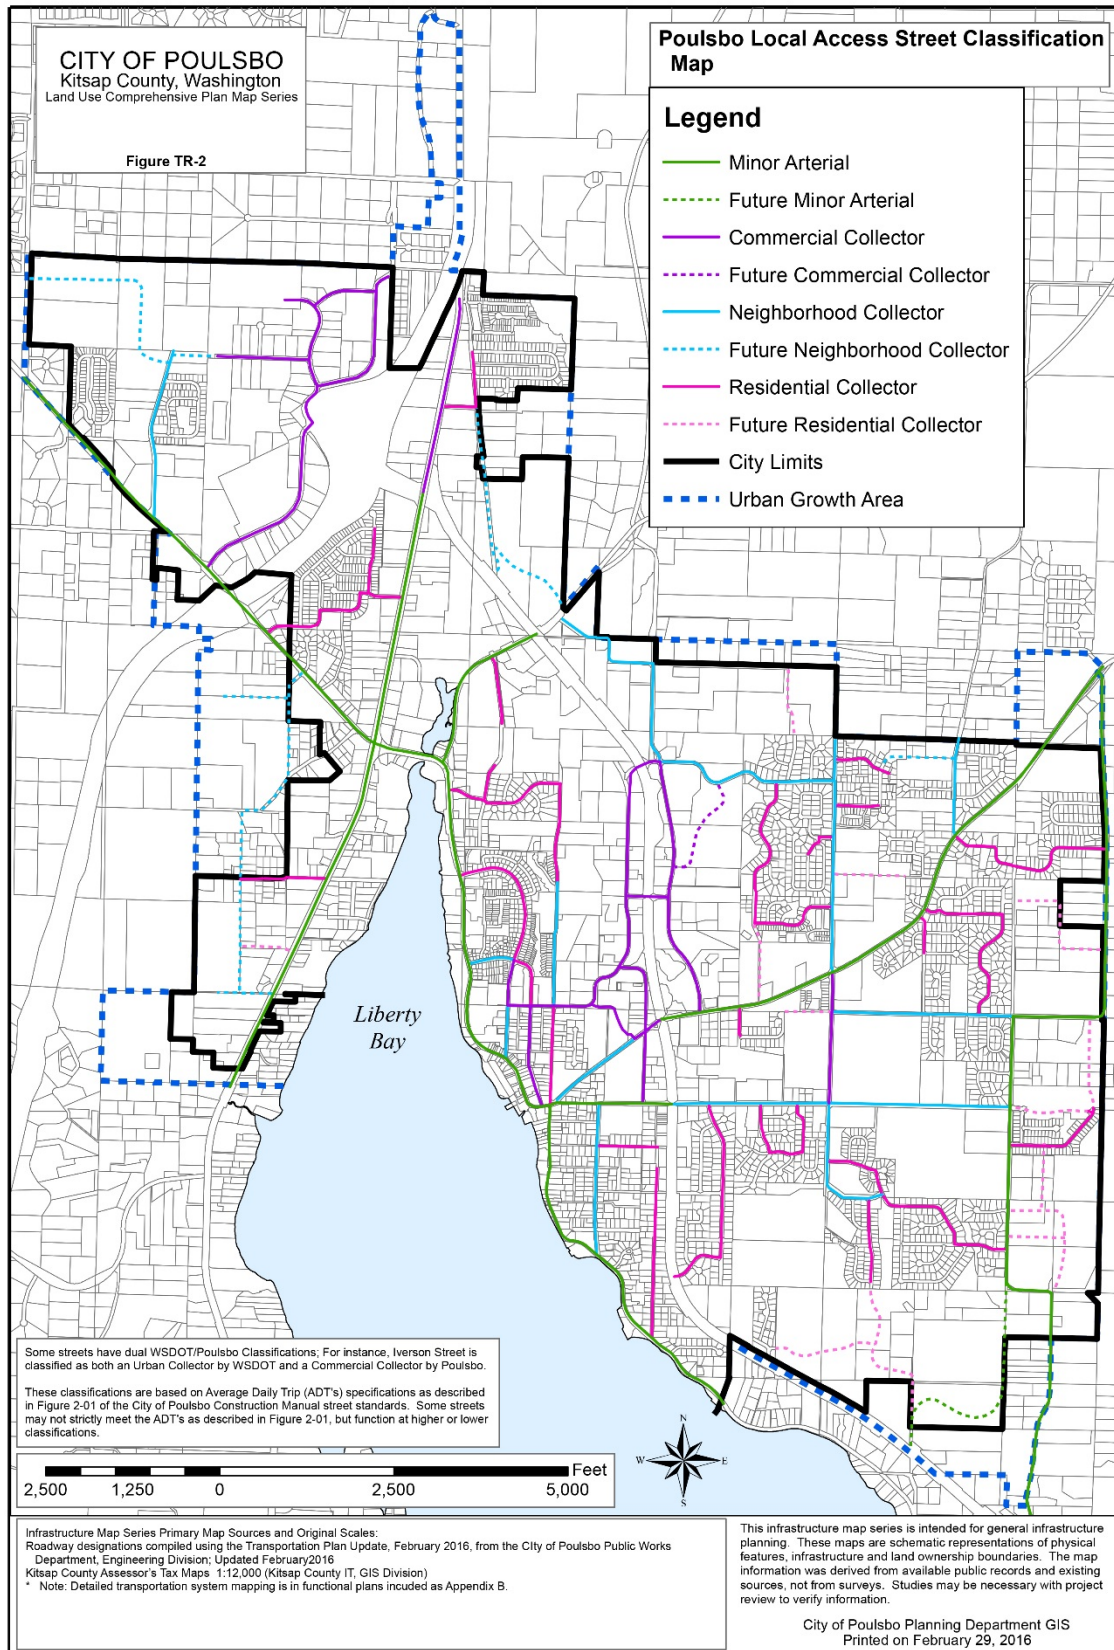 CITY OF POULSBO
Kitsap County, Washington
Land Use Comprehensive Plan Map Series
Figure TR-2
Poulsbo Local Access Street Classification
Map
Legend
Minor Arterial
Future Minor Arterial
Commercial Collector
Future Commercial Collector
Neighborhood Collector
Future Neighborhood Collector
Residential Collector
Future Residential Collector
City Limits
Urban Growth Area
Liberty
Bay
Some streets have dual WSDOT/Poulsbo Classifications; For instance, Iverson Street is
classified as both an Urban Collector by WSDOT and a Commercial Collector by Poulsbo.
These classifications are based on Average Daily Trip (ADT's) specifications as described
in Figure 2-01 of the City of Poulsbo Construction Manual street standards. Some streets
may not strictly meet the ADT's as described in Figure 2-01, but function at higher or lower
classifications.
N
W E
S
Feet
2,500 1,250 0 2,500 5,000
Infrastructure Map Series Primary Map Sources and Original Scales:
Roadway designations compiled using the Transportation Plan Update, February 2016, from the CIty of Poulsbo Public Works
Department, Engineering Division; Updated February2016
Kitsap County Assessor's Tax Maps 1:12,000 (Kitsap County IT, GIS Division)
* Note: Detailed transportation system mapping is in functional plans incuded as Appendix B.
This infrastructure map series is intended for general infrastructure
planning. These maps are schematic representations of physical
features, infrastructure and land ownership boundaries. The map
information was derived from available public records and existing
sources, not from surveys. Studies may be necessary with project
review to verify information.
City of Poulsbo Planning Department GIS
Printed on February 29, 2016